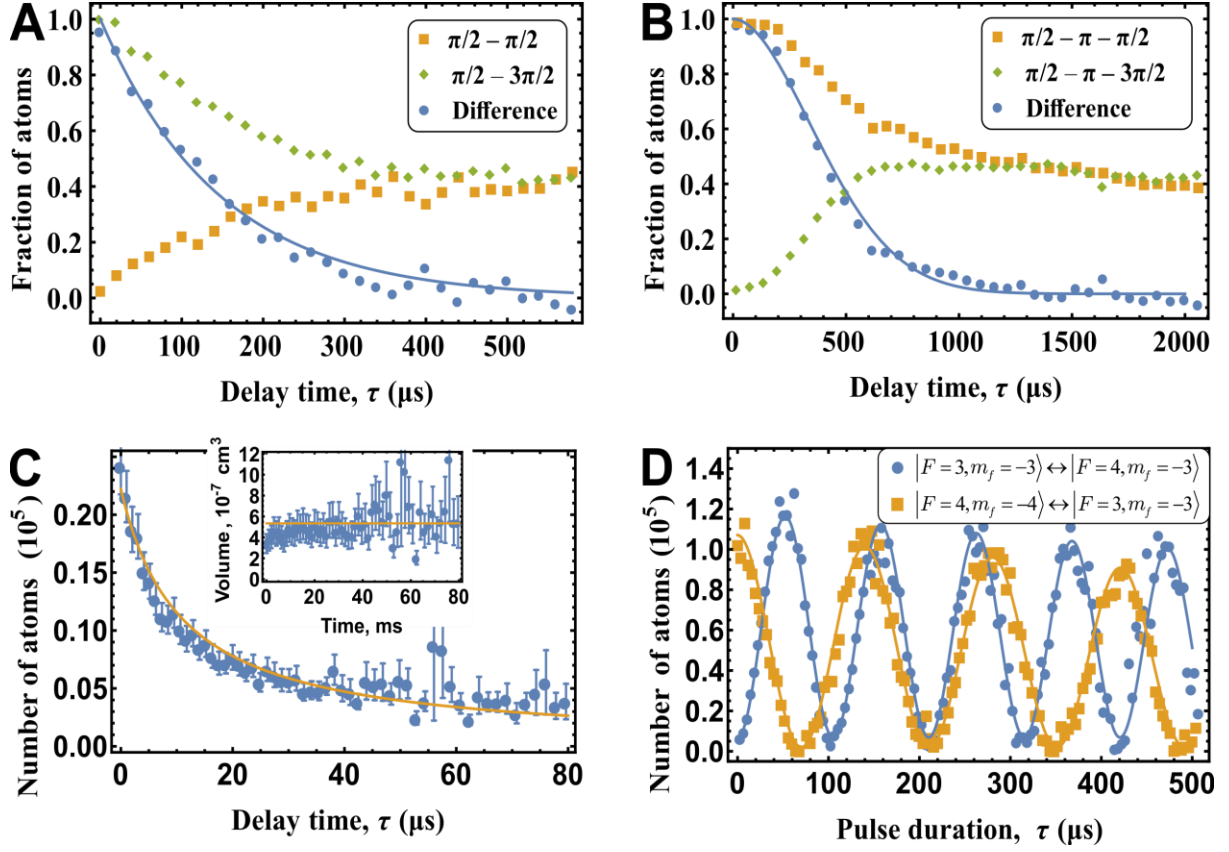 A
Fraction of atoms
1.0
0.8
0.6
0.4
0.2
0.0
π/2 – π/2
π/2 – 3π/2
Difference
0 100 200 300 400 500
Delay time, τ (μs)
B
Fraction of atoms
1.0
0.8
0.6
0.4
0.2
0.0
π/2 – π – π/2
π/2 – π – 3π/2
Difference
0 500 1000 1500 2000
Delay time, τ (μs)
C
Number of atoms (10⁵)
0.20
0.15
0.10
0.05
0.00
Volume , 10⁻⁷ cm³
12
10
8
6
4
2
0
0 20 40 60 80
Time, ms
0 20 40 60 80
Delay time, τ (μs)
D
Number of atoms (10⁵)
1.4
1.2
1.0
0.8
0.6
0.4
0.2
0.0
|F = 3, m_f = −3⟩ ↔ |F = 4, m_f = −3⟩
|F = 4, m_f = −4⟩ ↔ |F = 3, m_f = −3⟩
0 100 200 300 400 500
Pulse duration, τ (μs)